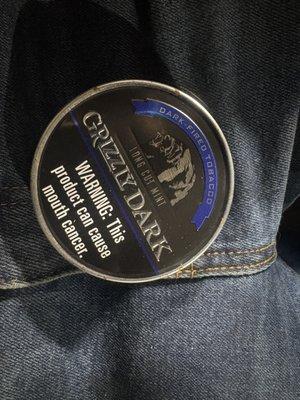 DARK-FIRED TOBACCO
LONG CUT MINT
GRIZZLY DARK
WARNING: This
product can cause
mouth cancer.